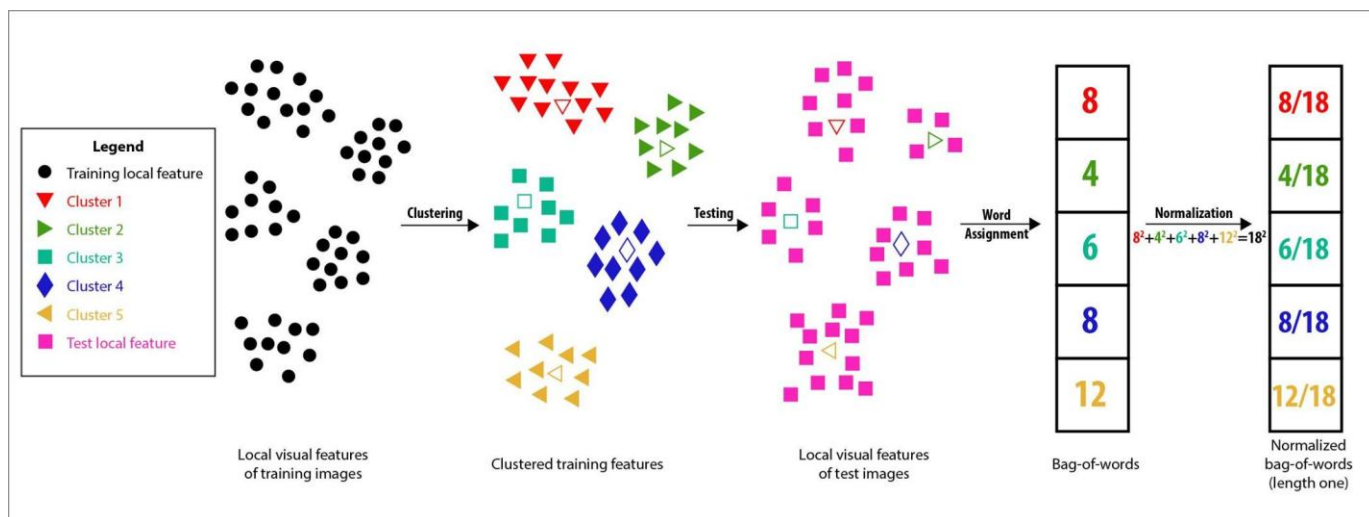 Legend
Training local feature
Cluster 1
Cluster 2
Cluster 3
Cluster 4
Cluster 5
Test local feature
Clustering
Testing
Word
Assignment
8
4
6
8
12
Normalization
8²+4²+6²+8²+12²=18²
8/18
4/18
6/18
8/18
12/18
Local visual features
of training images
Clustered training features
Local visual features
of test images
Bag-of-words
Normalized
bag-of-words
(length one)